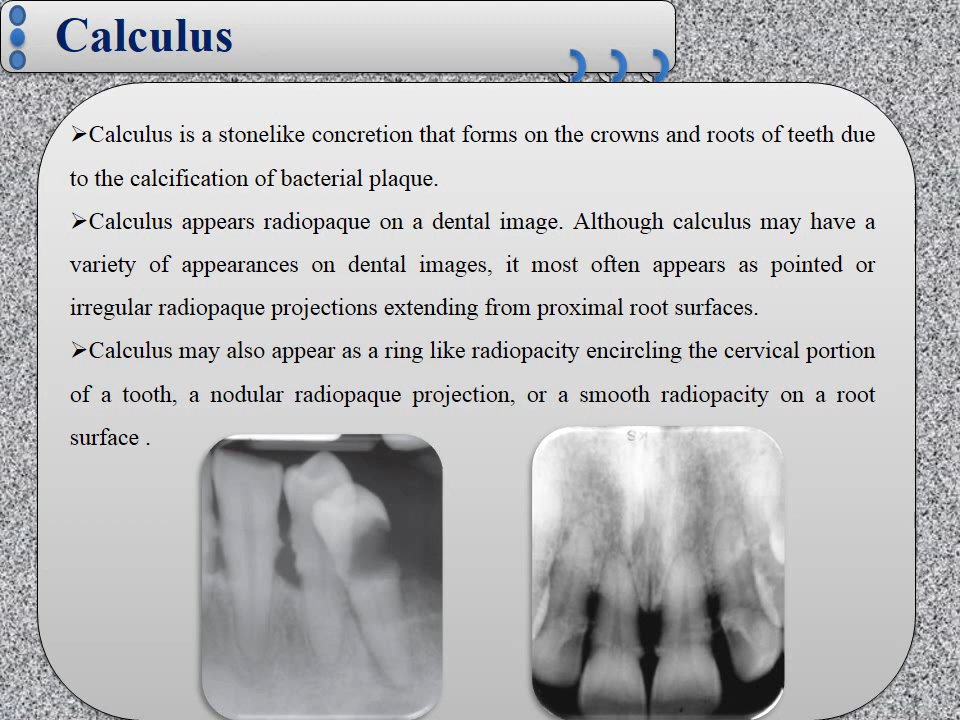 Calculus
➢Calculus is a stonelike concretion that forms on the crowns and roots of teeth due
to the calcification of bacterial plaque.
➢Calculus appears radiopaque on a dental image. Although calculus may have a
variety of appearances on dental images, it most often appears as pointed or
irregular radiopaque projections extending from proximal root surfaces.
➢Calculus may also appear as a ring like radiopacity encircling the cervical portion
of a tooth, a nodular radiopaque projection, or a smooth radiopacity on a root
surface .